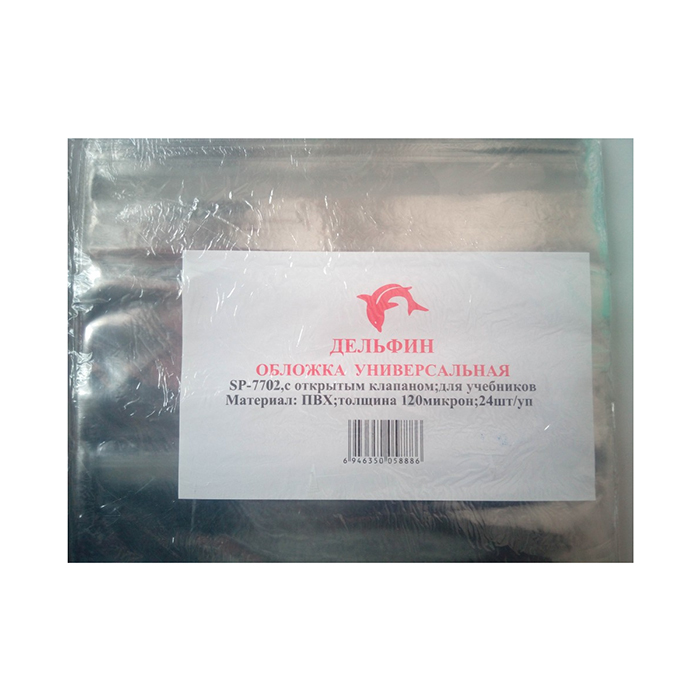 ДЕЛЬФИН
ОБЛОЖКА УНИВЕРСАЛЬНАЯ
SP-7702,с открытым клапаном;для учебников
Материал: ПВХ;толщина 120микрон;24шт/уп
6 946350 058886